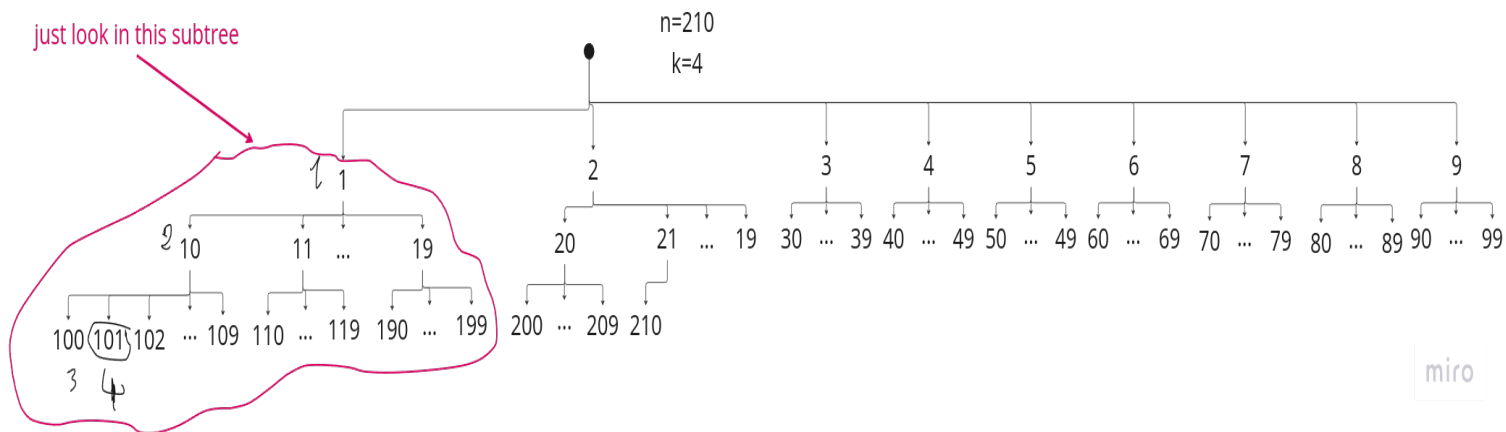 n=210
just look in this subtree
k=4
1 1 2 3 4 5 6 7 8 9
2 10 11 ... 19 20 21 ... 19 30 ... 39 40 ... 49 50 ... 49 60 ... 69 70 ... 79 80 ... 89 90 ... 99
100 101 102 ... 109 110 ... 119 190 ... 199 200 ... 209 210
3 4
miro